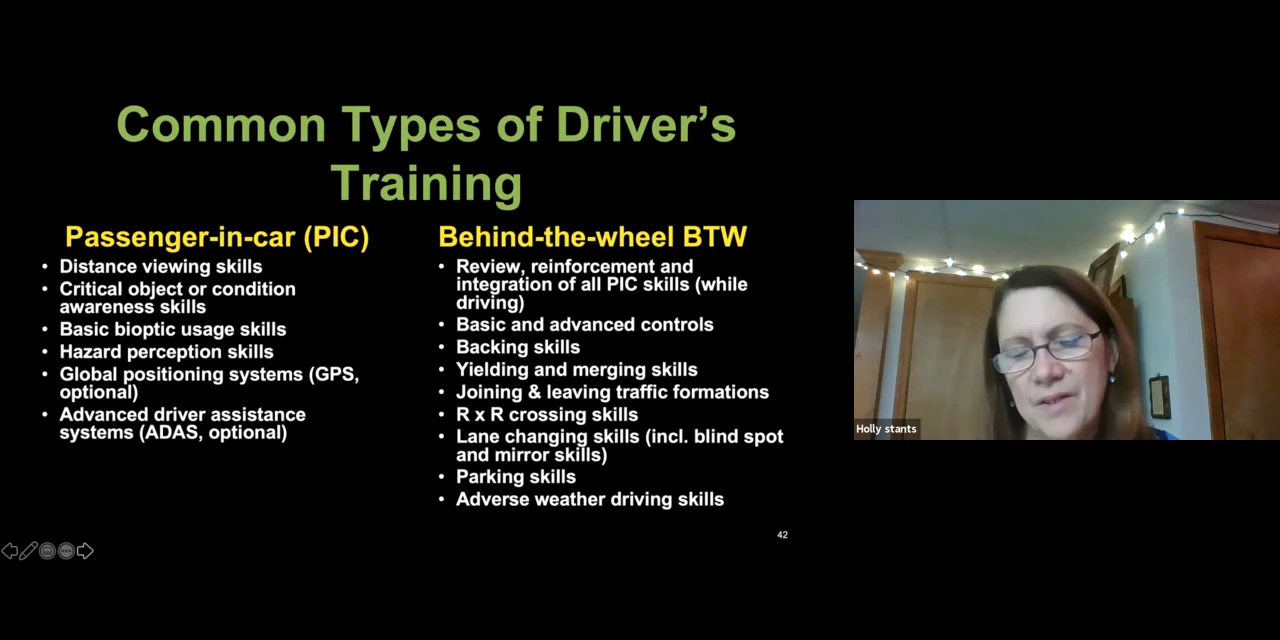 Common Types of Driver's
Training
Passenger-in-car (PIC)
• Distance viewing skills
• Critical object or condition
awareness skills
• Basic bioptic usage skills
• Hazard perception skills
• Global positioning systems (GPS,
optional)
• Advanced driver assistance
systems (ADAS, optional)
Behind-the-wheel BTW
• Review, reinforcement and
integration of all PIC skills (while
driving)
• Basic and advanced controls
• Backing skills
• Yielding and merging skills
• Joining & leaving traffic formations
• R x R crossing skills
• Lane changing skills (incl. blind spot
and mirror skills)
• Parking skills
• Adverse weather driving skills
42
Holly stants